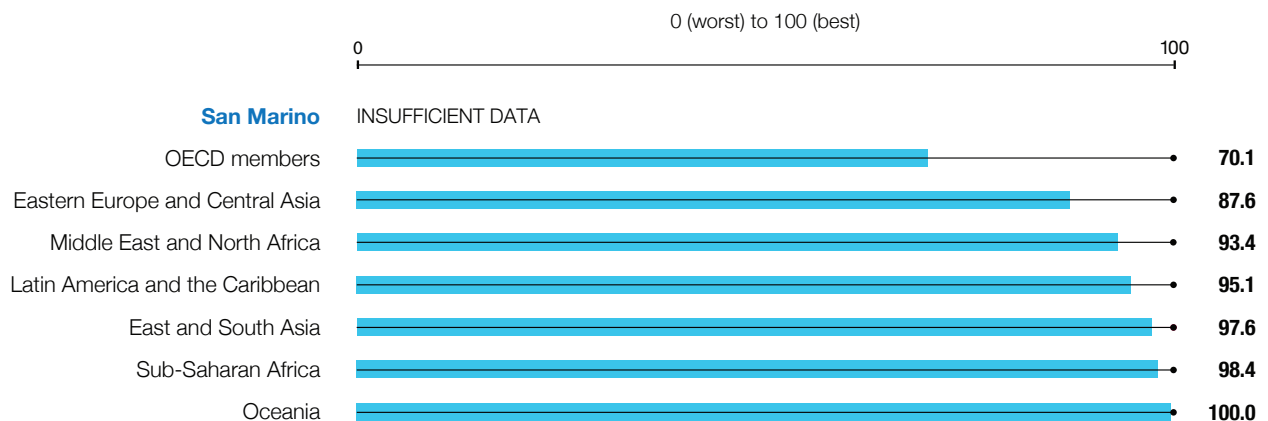 0 (worst) to 100 (best)
0 100
San Marino INSUFFICIENT DATA
OECD members 70.1
Eastern Europe and Central Asia 87.6
Middle East and North Africa 93.4
Latin America and the Caribbean 95.1
East and South Asia 97.6
Sub-Saharan Africa 98.4
Oceania 100.0